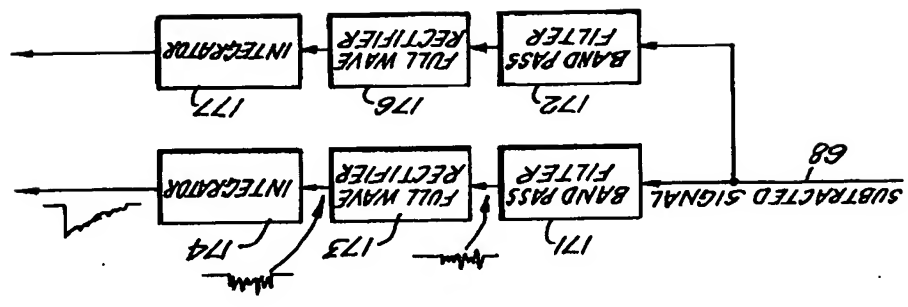 171
173
174
SUBTRACTED SIGNAL
89
BAND PASS
FILTER
FULL WAVE
RECTIFIER
INTEGRATOR
172
176
177
BAND PASS
FILTER
FULL WAVE
RECTIFIER
INTEGRATOR